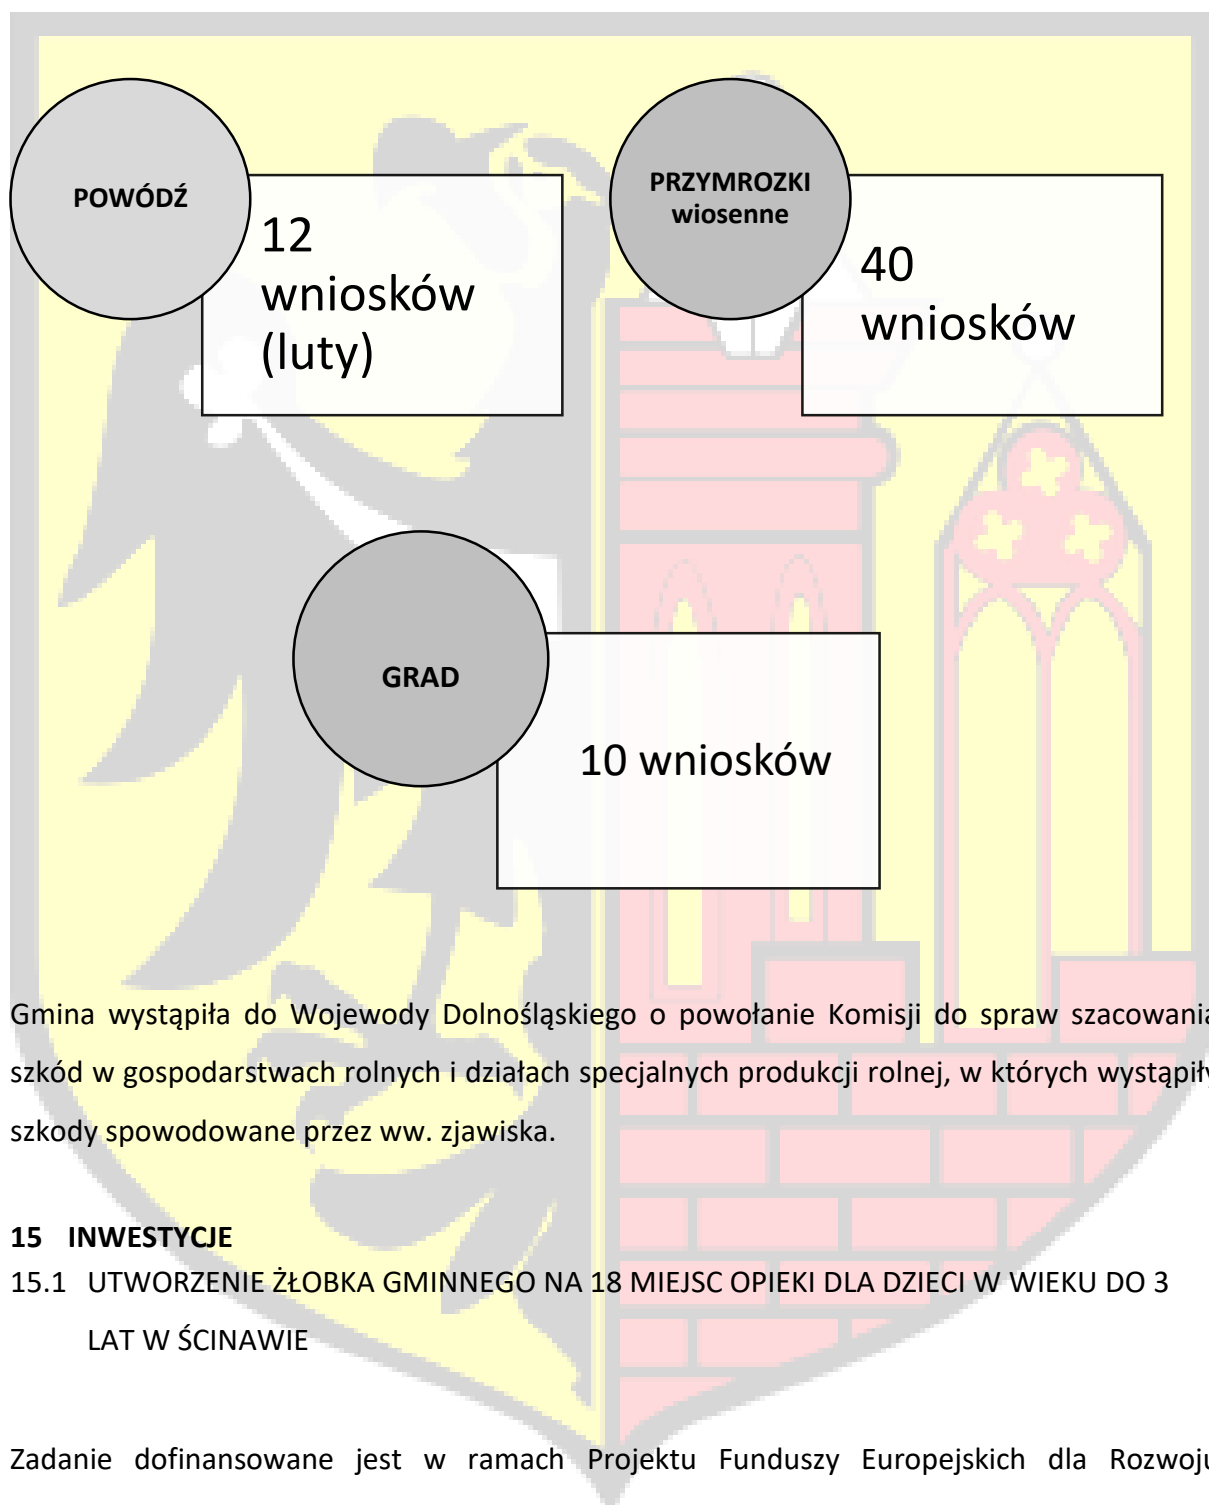 POWÓDŹ
12
wniosków
(luty)
PRZYMROZKI
wiosenne
40
wniosków
GRAD
10 wniosków
Gmina wystąpiła do Wojewody Dolnośląskiego o powołanie Komisji do spraw szacowania
szkód w gospodarstwach rolnych i działach specjalnych produkcji rolnej, w których wystąpiły
szkody spowodowane przez ww. zjawiska.
15 INWESTYCJE
15.1 UTWORZENIE ŻŁOBKA GMINNEGO NA 18 MIEJSC OPIEKI DLA DZIECI W WIEKU DO 3
LAT W ŚCINAWIE
Zadanie dofinansowane jest w ramach Projektu Funduszy Europejskich dla Rozwoju